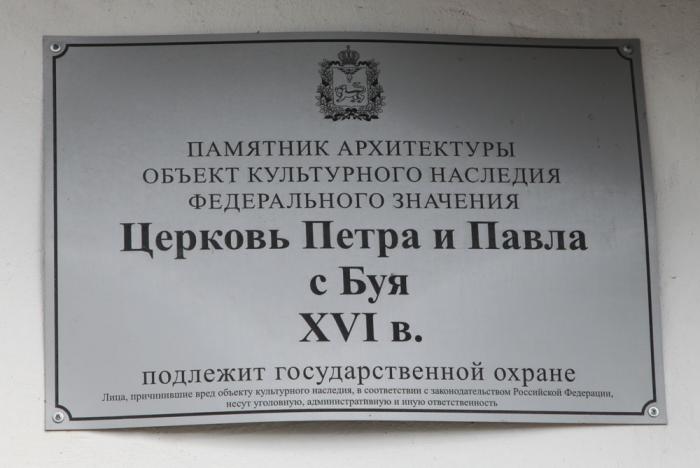 ПАМЯТНИК АРХИТЕКТУРЫ
ОБЪЕКТ КУЛЬТУРНОГО НАСЛЕДИЯ
ФЕДЕРАЛЬНОГО ЗНАЧЕНИЯ
Церковь Петра и Павла
с Буя
XVI в.
подлежит государственной охране
Лица, причинившие вред объекту культурного наследия, в соответствии с законодательством Российской Федерации,
несут уголовную, административную и иную ответственность